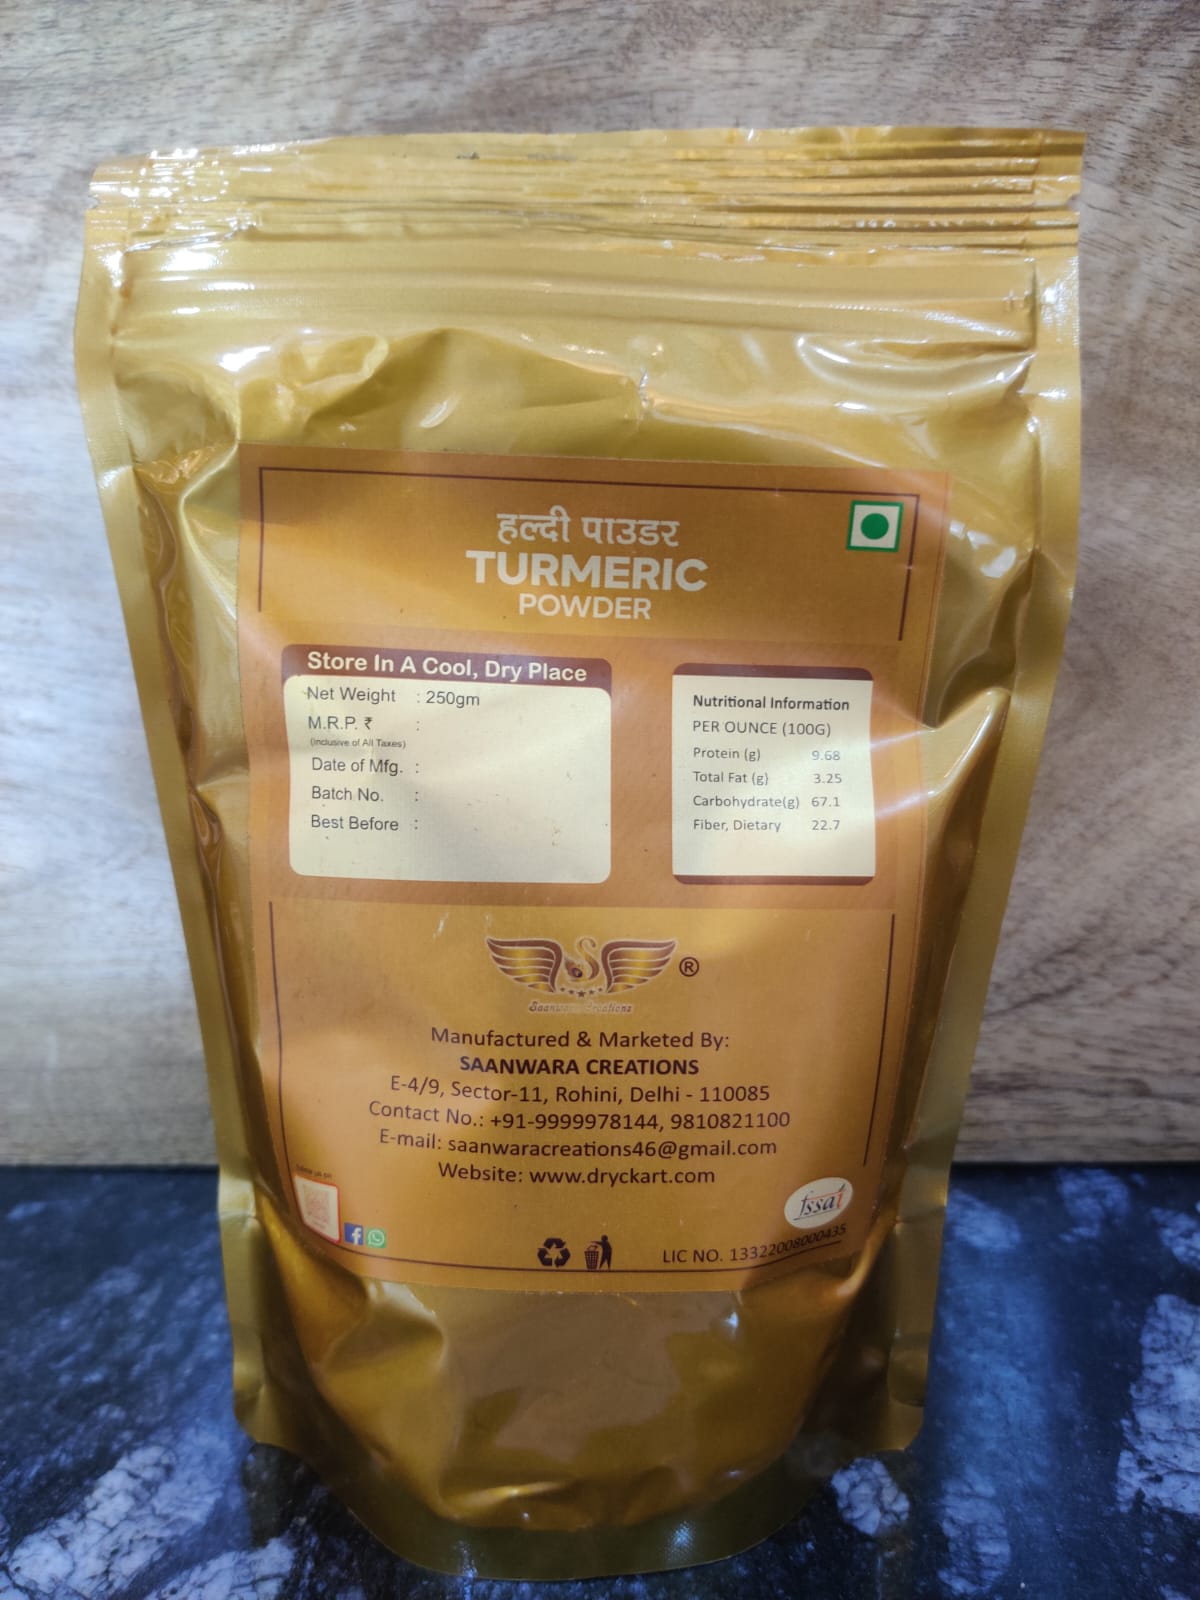 हल्दी पाउडर
TURMERIC
POWDER
Store In A Cool, Dry Place
Net Weight : 250gm
M.R.P. ₹ :
(inclusive of All Taxes)
Date of Mfg. :
Batch No. :
Best Before :
Nutritional Information
PER OUNCE (100G)
Protein (g) 9.68
Total Fat (g) 3.25
Carbohydrate(g) 67.1
Fiber, Dietary 22.7
®
Saanwara Creations
Manufactured & Marketed By:
SAANWARA CREATIONS
E-4/9, Sector-11, Rohini, Delhi - 110085
Contact No.: +91-9999978144, 9810821100
E-mail: saanwaracreations46@gmail.com
Website: www.dryckart.com
fssai
LIC NO. 13322008000435